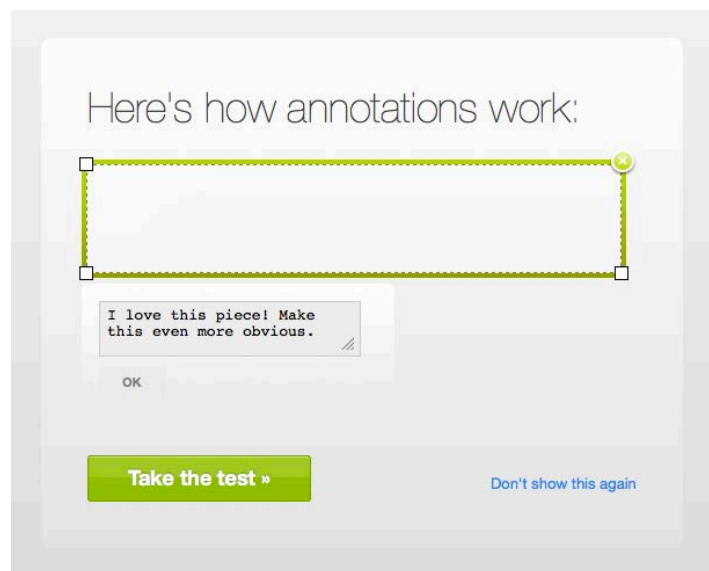 Here's how annotations work:
I love this piece! Make
this even more obvious.
OK
Take the test »
Don't show this again